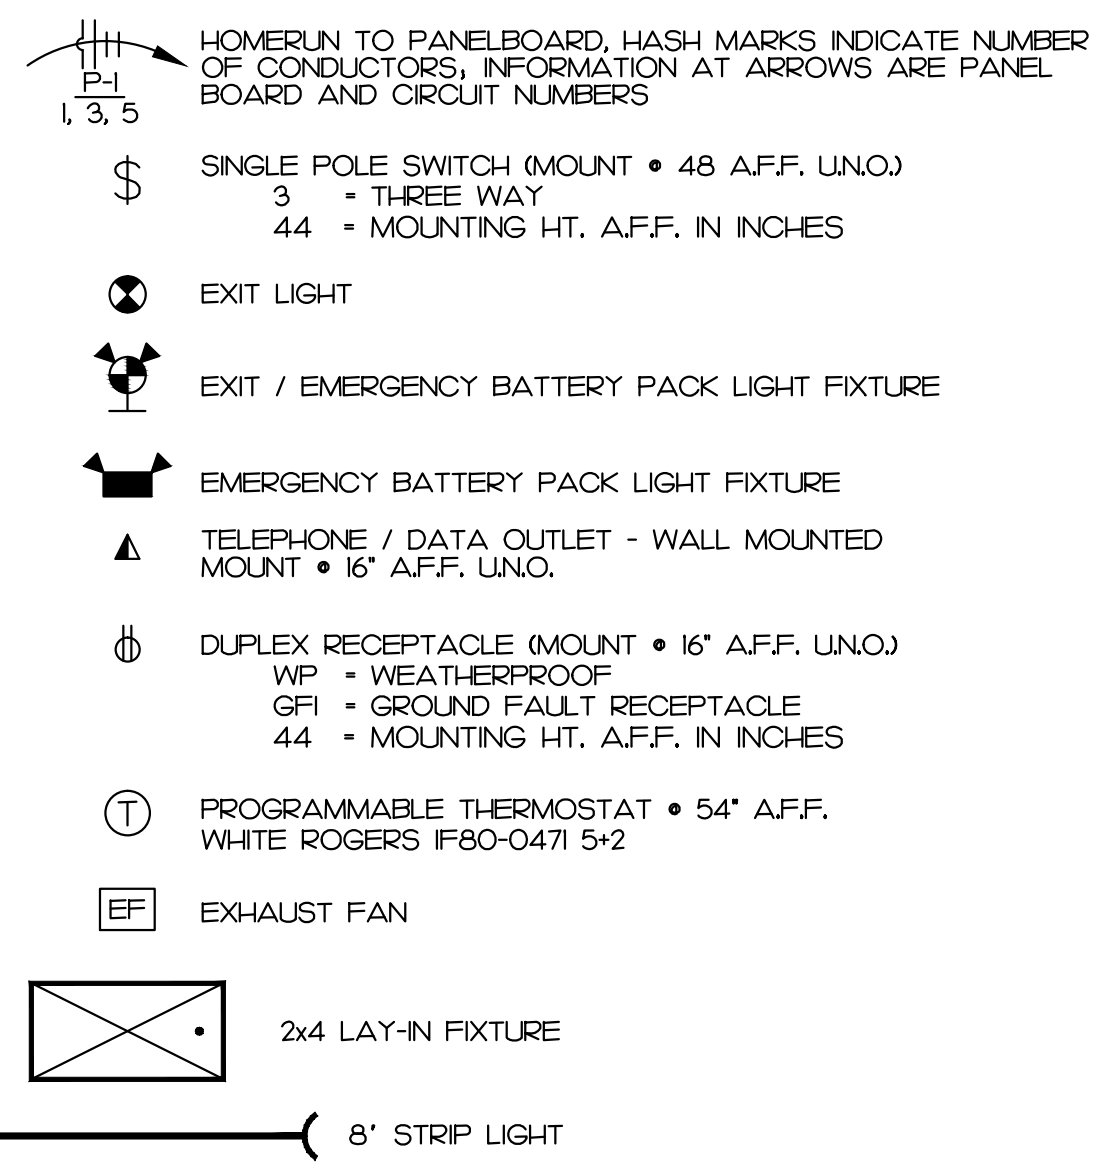 HOMERUN TO PANELBOARD, HASH MARKS INDICATE NUMBER
OF CONDUCTORS, INFORMATION AT ARROWS ARE PANEL
BOARD AND CIRCUIT NUMBERS
P-1
1, 3, 5
$ SINGLE POLE SWITCH (MOUNT @ 48 A.F.F. U.N.O.)
3 = THREE WAY
44 = MOUNTING HT. A.F.F. IN INCHES
EXIT LIGHT
EXIT / EMERGENCY BATTERY PACK LIGHT FIXTURE
EMERGENCY BATTERY PACK LIGHT FIXTURE
TELEPHONE / DATA OUTLET - WALL MOUNTED
MOUNT @ 16" A.F.F. U.N.O.
DUPLEX RECEPTACLE (MOUNT @ 16" A.F.F. U.N.O.)
WP = WEATHERPROOF
GFI = GROUND FAULT RECEPTACLE
44 = MOUNTING HT. A.F.F. IN INCHES
T PROGRAMMABLE THERMOSTAT @ 54" A.F.F.
WHITE ROGERS 1F80-0471 5+2
EF EXHAUST FAN
2x4 LAY-IN FIXTURE
8' STRIP LIGHT